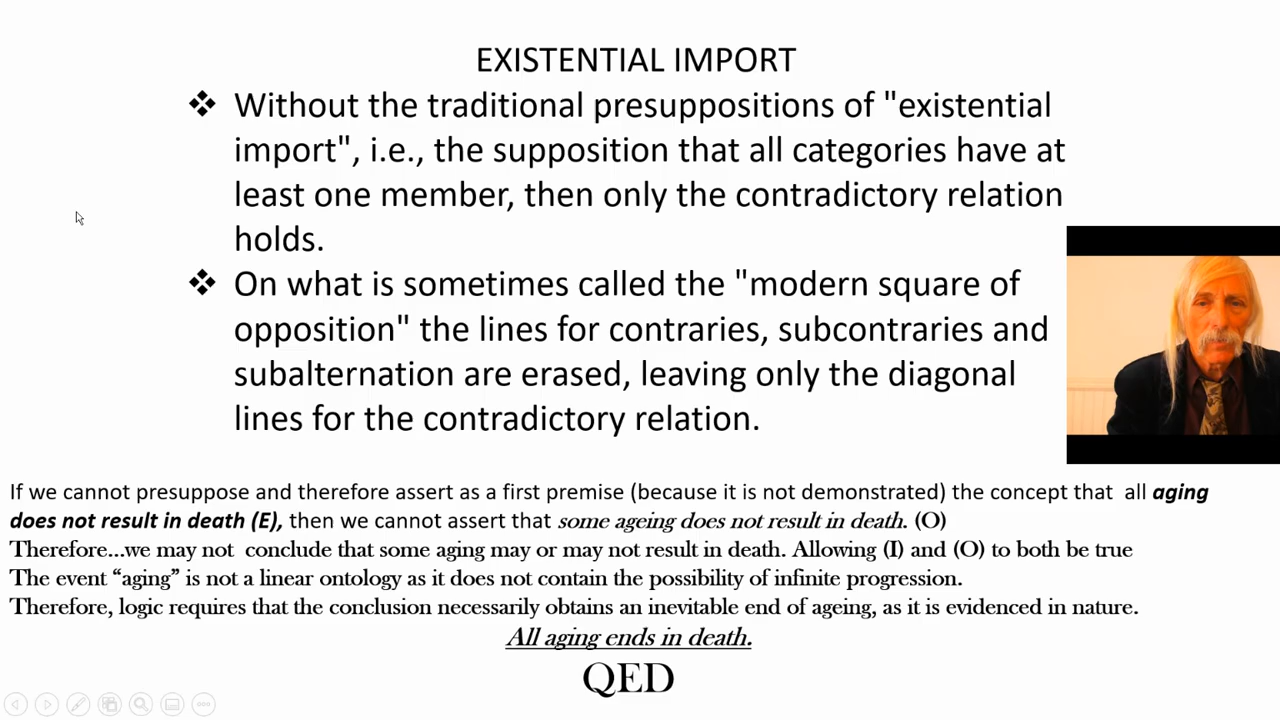 EXISTENTIAL IMPORT
❖ Without the traditional presuppositions of "existential
import", i.e., the supposition that all categories have at
least one member, then only the contradictory relation
holds.
❖ On what is sometimes called the "modern square of
opposition" the lines for contraries, subcontraries and
subalternation are erased, leaving only the diagonal
lines for the contradictory relation.
If we cannot presuppose and therefore assert as a first premise (because it is not demonstrated) the concept that all aging
does not result in death (E), then we cannot assert that some ageing does not result in death. (O)
Therefore...we may not conclude that some aging may or may not result in death. Allowing (I) and (O) to both be true
The event “aging” is not a linear ontology as it does not contain the possibility of infinite progression.
Therefore, logic requires that the conclusion necessarily obtains an inevitable end of ageing, as it is evidenced in nature.
All aging ends in death.
QED